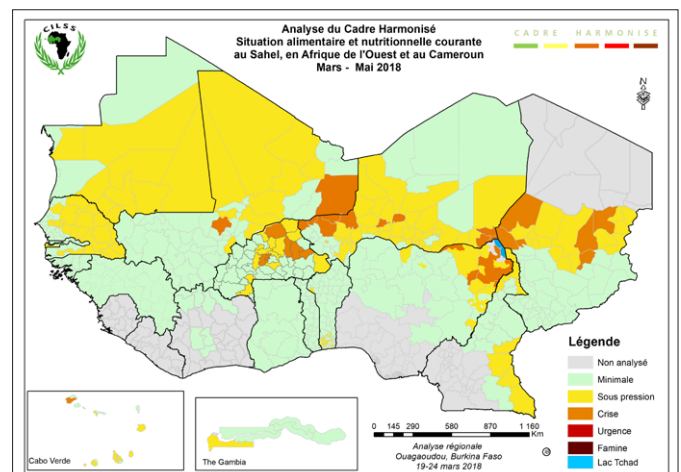 CILSS
Analyse du Cadre Harmonisé
Situation alimentaire et nutritionnelle courante
au Sahel, en Afrique de l'Ouest et au Cameroun
Mars - Mai 2018
CADRE HARMONISE
N
Légende
Non analysé
Minimale
Sous pression
Crise
Urgence
Famine
Lac Tchad
0 145 290 580 870 1 160
Km
Analyse régionale
Ouagaoudou, Burkina Faso
19-24 mars 2018
Cabo Verde
The Gambia